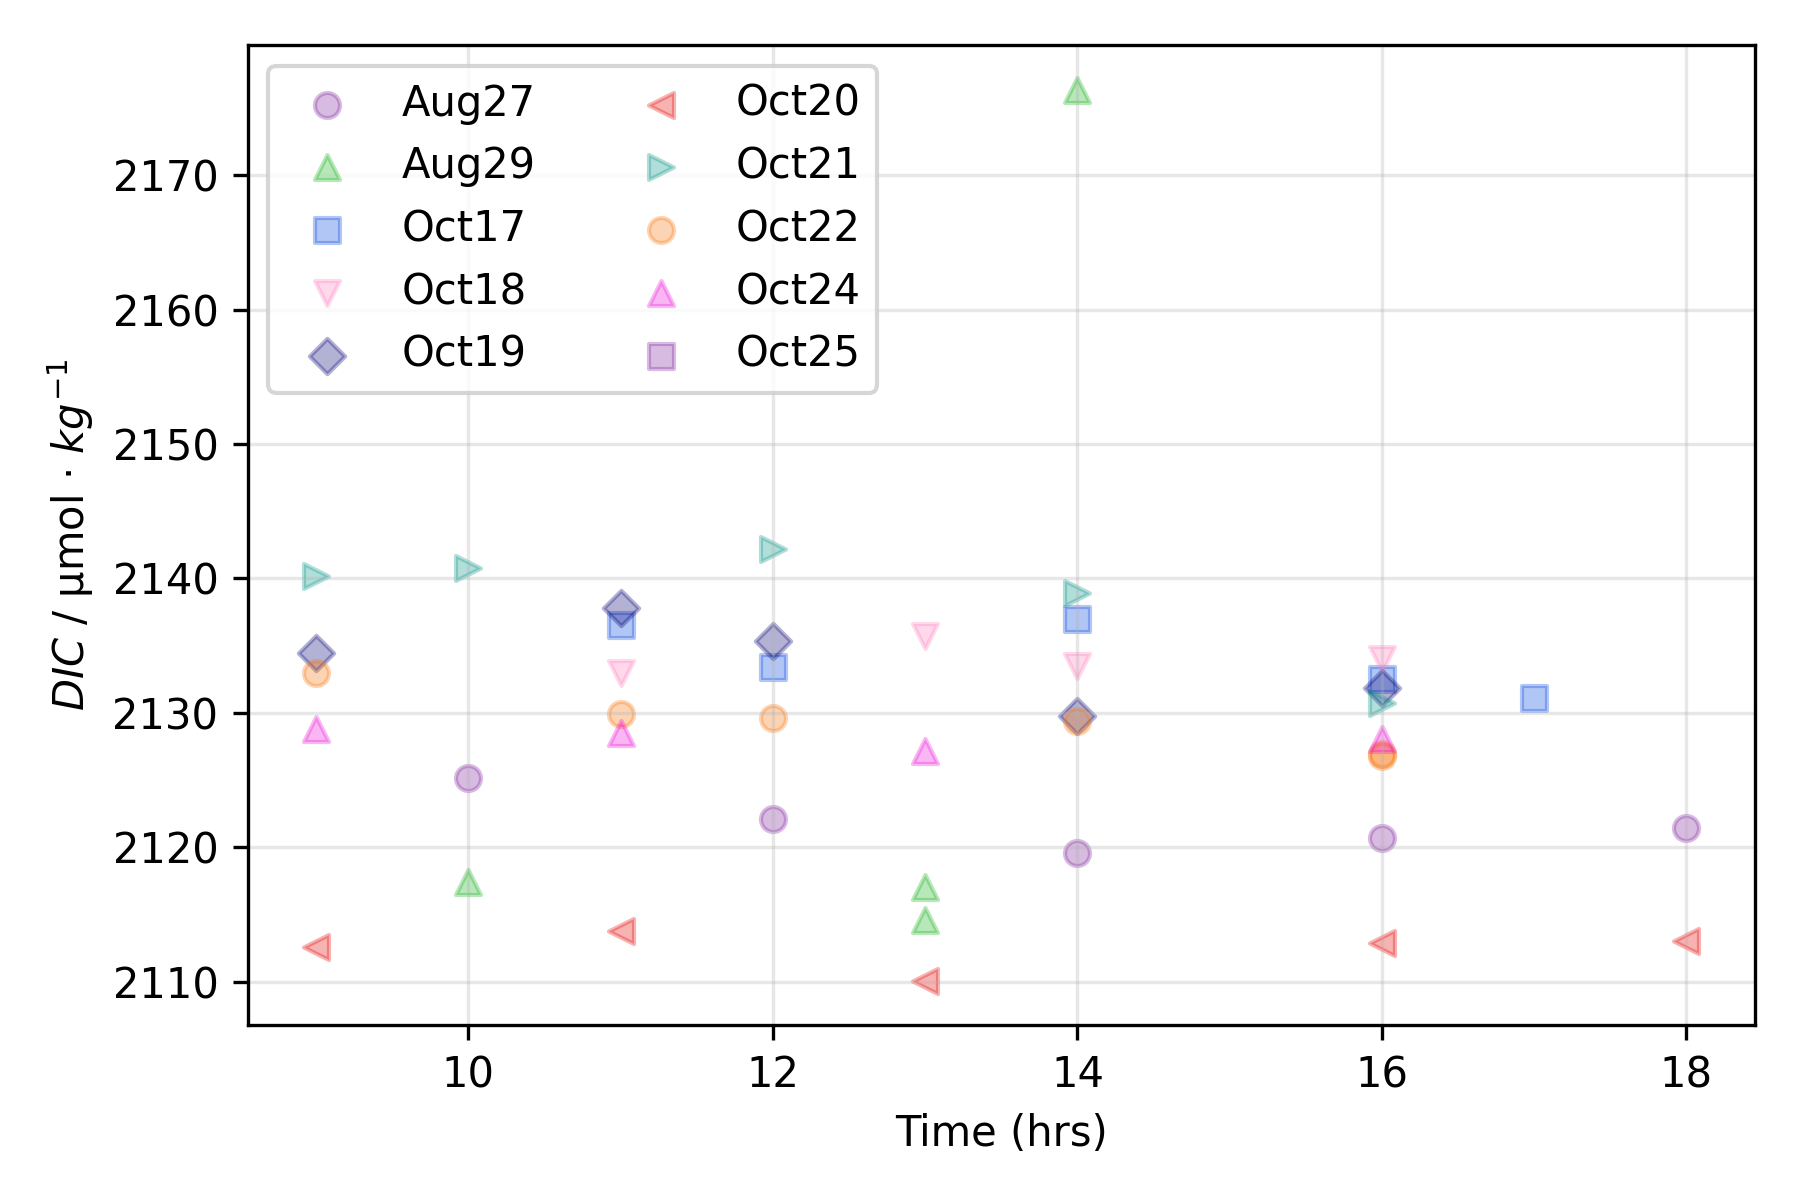 Aug27
Aug29
Oct17
Oct18
Oct19
Oct20
Oct21
Oct22
Oct24
Oct25
2170
2160
2150
2140
2130
2120
2110
DIC / μmol · kg⁻¹
10 12 14 16 18
Time (hrs)